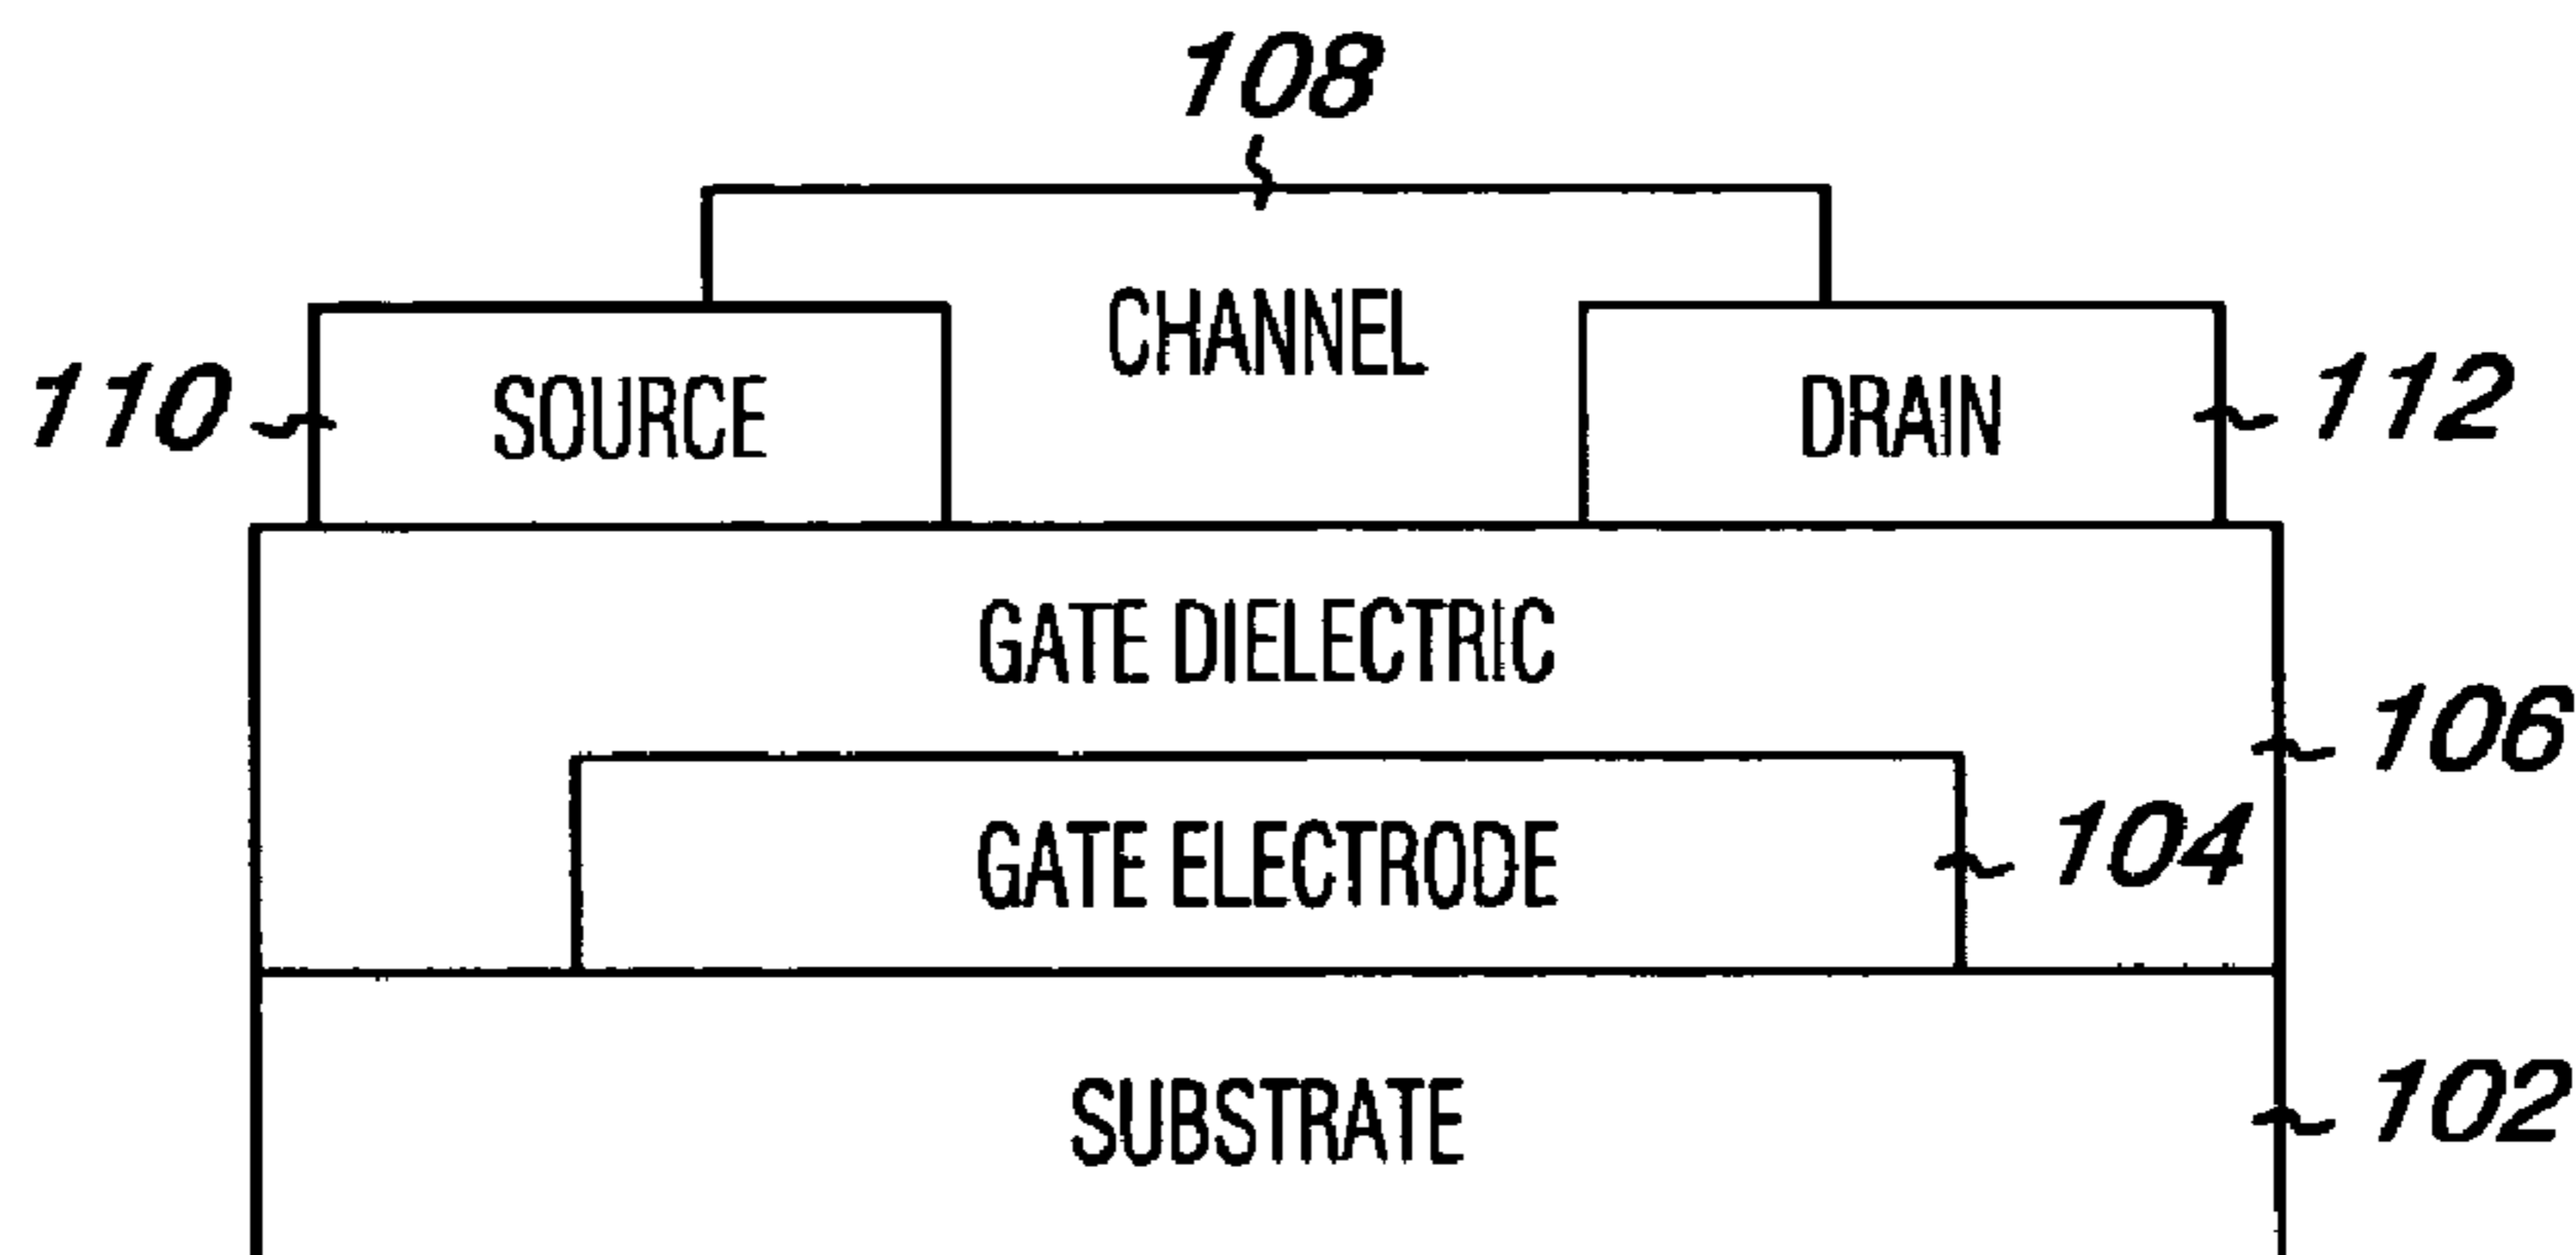 108
CHANNEL
110
SOURCE
DRAIN
112
GATE DIELECTRIC
106
GATE ELECTRODE
104
SUBSTRATE
102